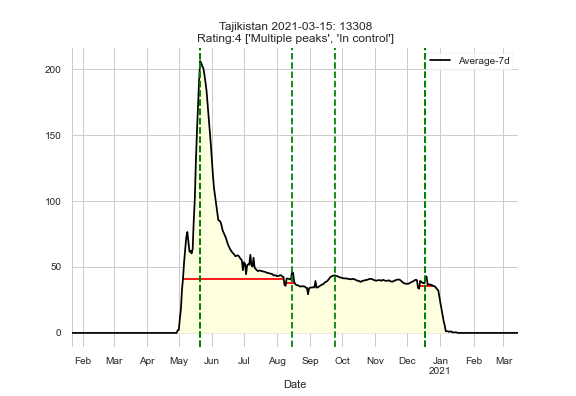 Tajikistan 2021-03-15: 13308
Rating:4 ['Multiple peaks', 'In control']
Average-7d
200
150
100
50
0
Feb Mar Apr May Jun Jul Aug Sep Oct Nov Dec Jan Feb Mar
2021
Date